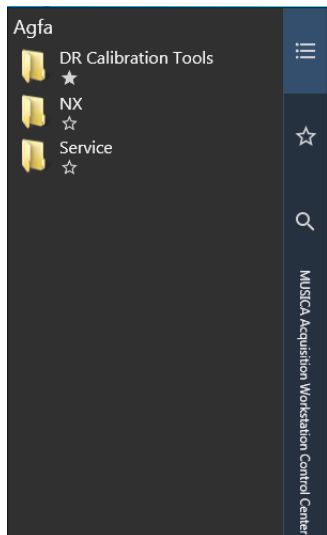 Agfa
DR Calibration Tools
NX
Service
MUSICA Acquisition Workstation Control Center